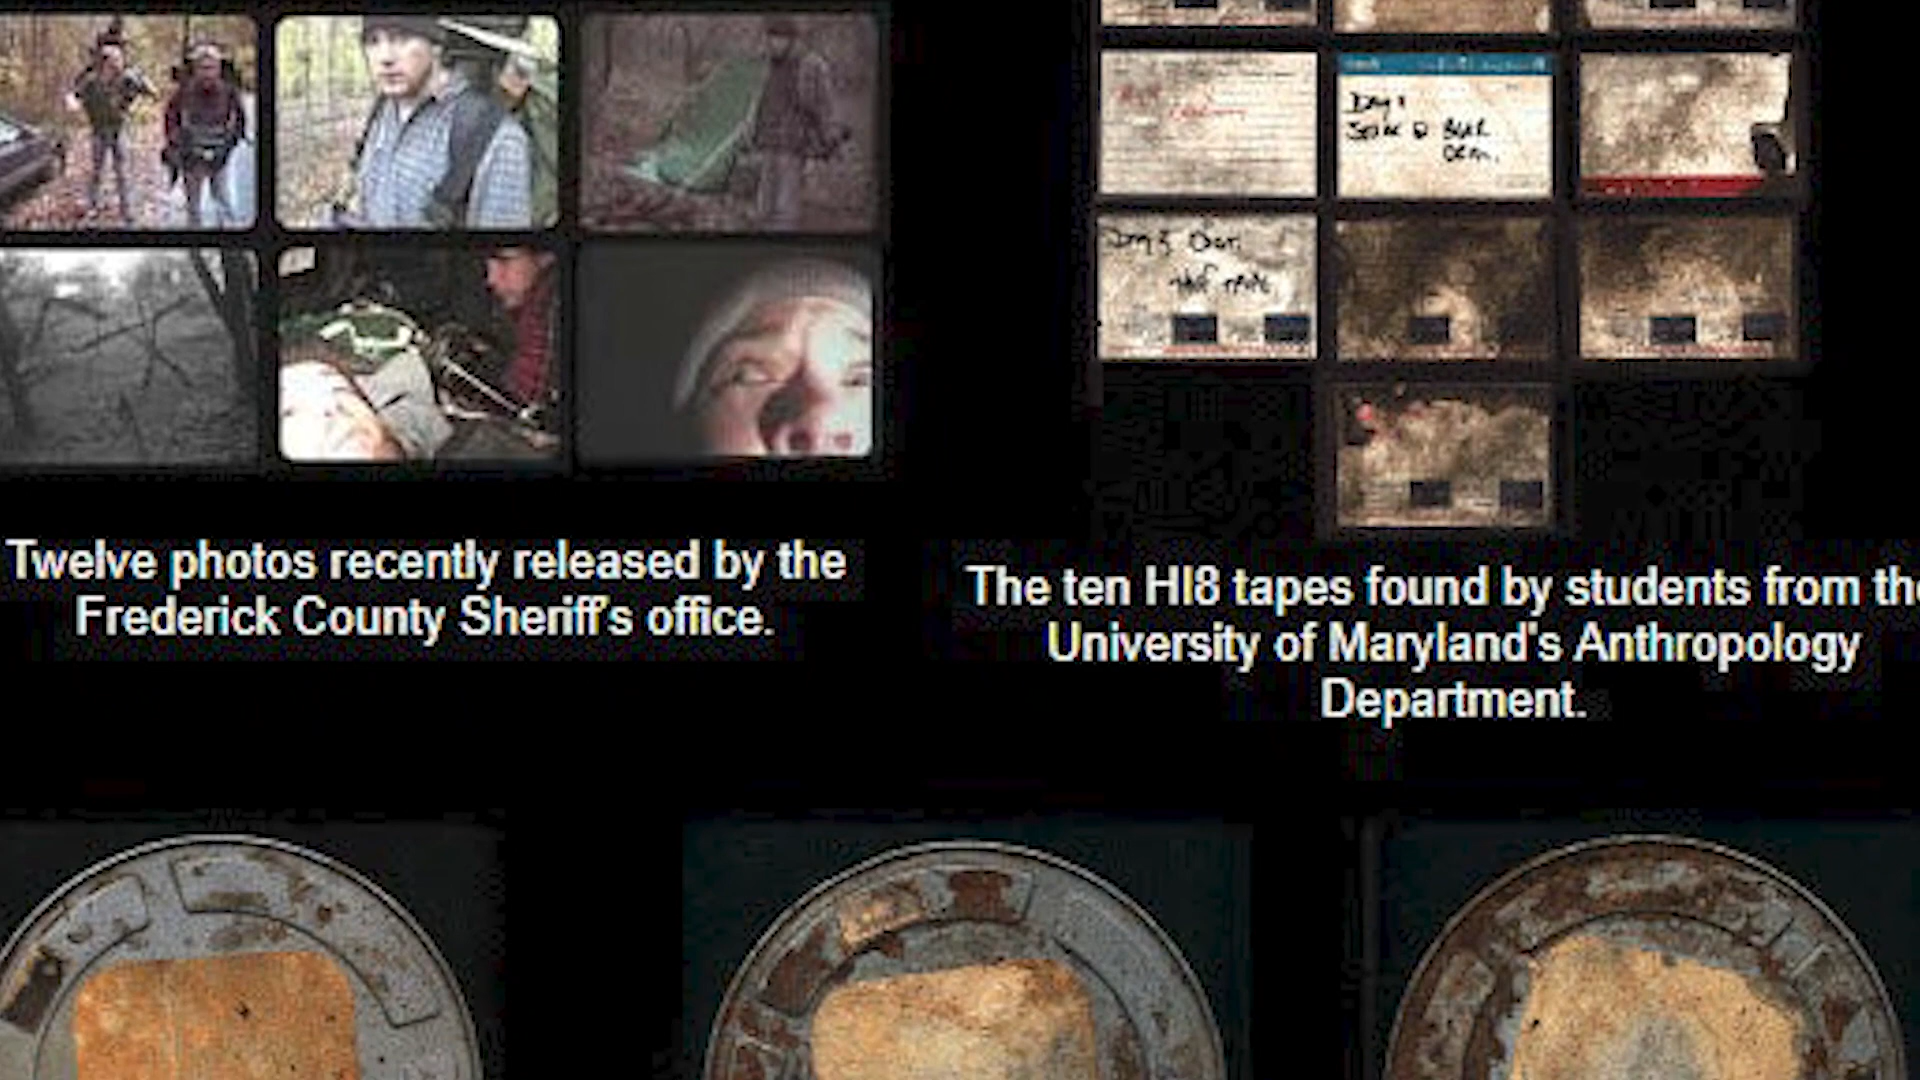 Day 1
Twelve photos recently released by the
Frederick County Sheriff's office.
The ten HI8 tapes found by students from the
University of Maryland's Anthropology
Department.